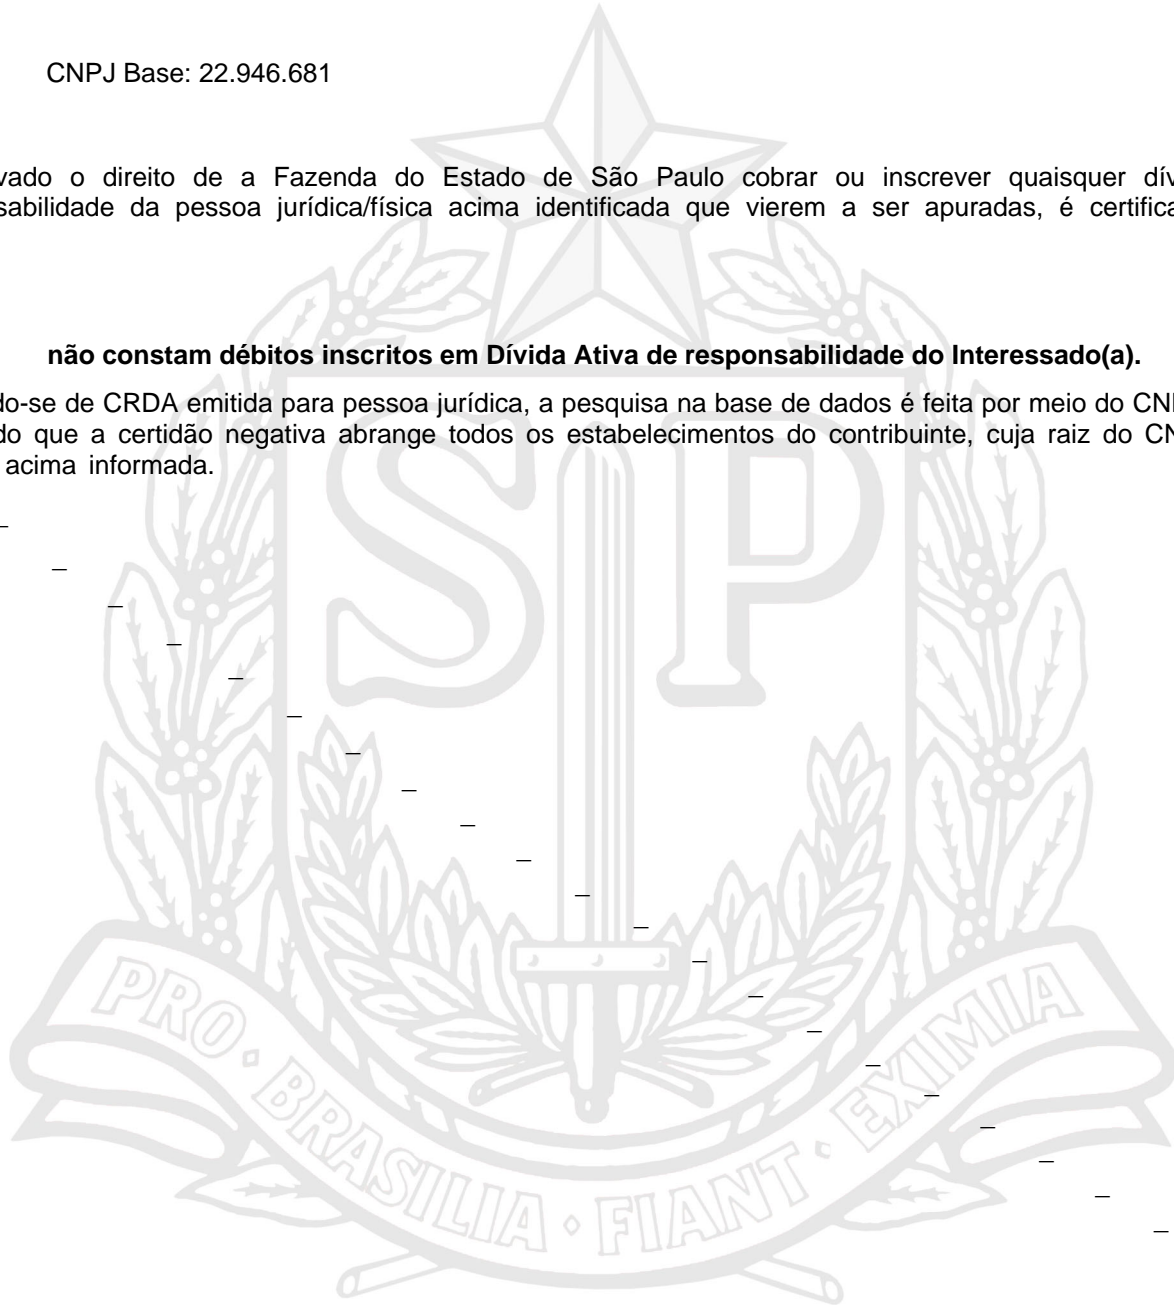 CNPJ Base: 22.946.681
vado o direito de a Fazenda do Estado de São Paulo cobrar ou inscrever quaisquer dív
sabilidade da pessoa jurídica/física acima identificada que vierem a ser apuradas, é certifica
não constam débitos inscritos em Dívida Ativa de responsabilidade do Interessado(a).
do-se de CRDA emitida para pessoa jurídica, a pesquisa na base de dados é feita por meio do CN
do que a certidão negativa abrange todos os estabelecimentos do contribuinte, cuja raiz do CN
acima informada.
SP
PRO · BRASILIA · FIANT · EXIMIA